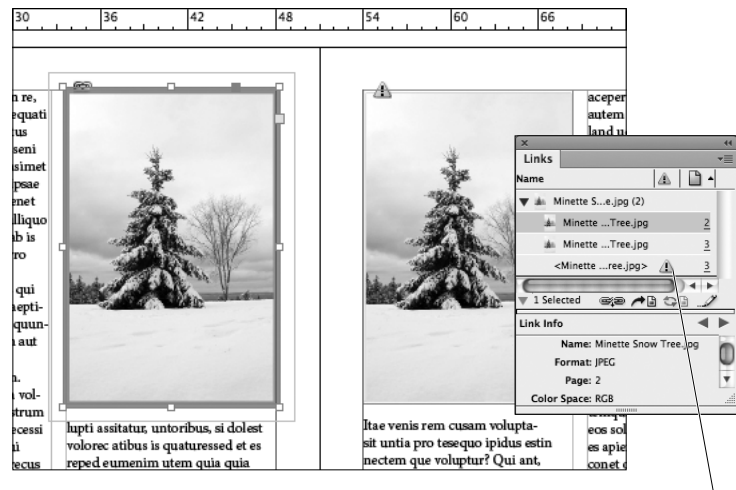 30 36 42 48 54 60 66
n re,
equati
tus
seni
simet
psae
enet
lliquo
ab is
ro
qui
nepti-
quun-
n aut
n.
n vol-
strum
ecessi
ui
recus
lupti assitatur, untoribus, si dolest
volorec atibus is quaturessed et es
reped eumenim utem quia quia
Itae venis rem cusam volupta-
sit untia pro tesequo ipidus estin
nectem que voluptur? Qui ant,
aceper
autem
land u
Links
Name
Minette S...e.jpg (2)
Minette ...Tree.jpg 2
Minette ...Tree.jpg 3
<Minette ...ree.jpg> 3
1 Selected
Link Info
Name: Minette Snow Tree.jpg
Format: JPEG
Page: 2
Color Space: RGB
eos sol
es apie
conet